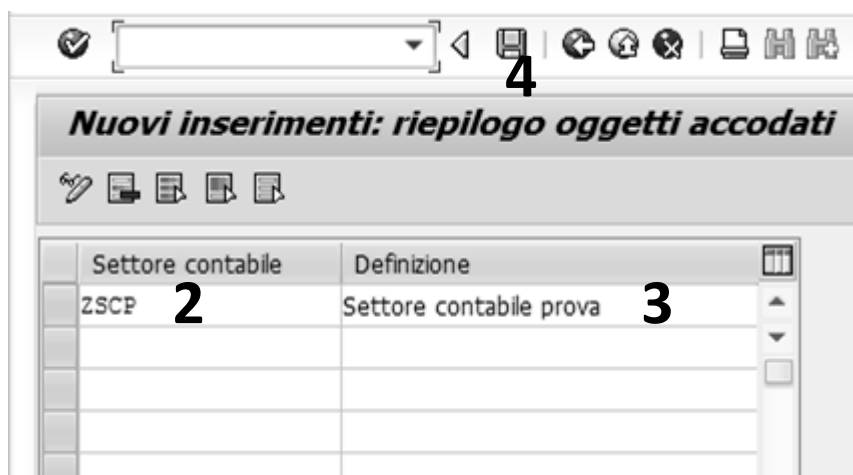 4
Nuovi inserimenti: riepilogo oggetti accodati
Settore contabile Definizione
ZSCP 2 Settore contabile prova 3